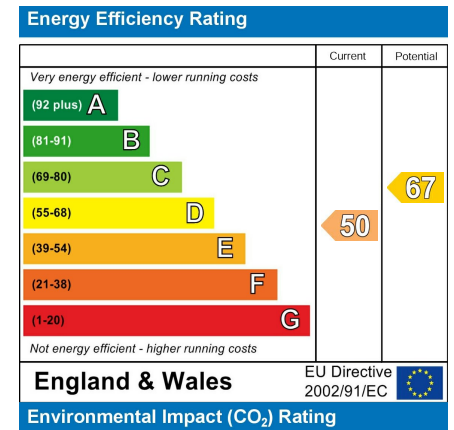 Energy Efficiency Rating
Current Potential
Very energy efficient - lower running costs
(92 plus) A
(81-91) B
(69-80) C
67
(55-68) D
50
(39-54) E
(21-38) F
(1-20) G
Not energy efficient - higher running costs
England & Wales
EU Directive
2002/91/EC
Environmental Impact (CO₂) Rating